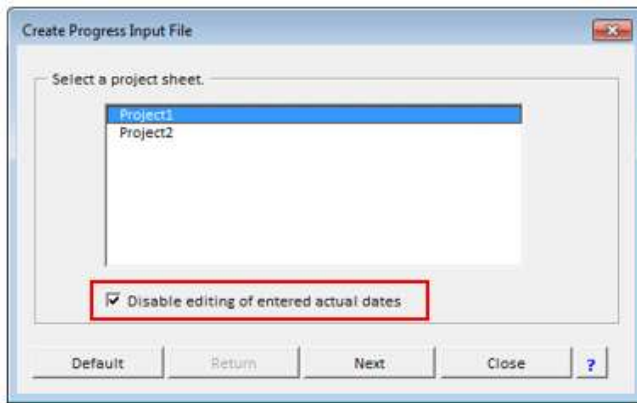 Create Progress Input File
Select a project sheet.
Project1
Project2
Disable editing of entered actual dates
Default Return Next Close ?